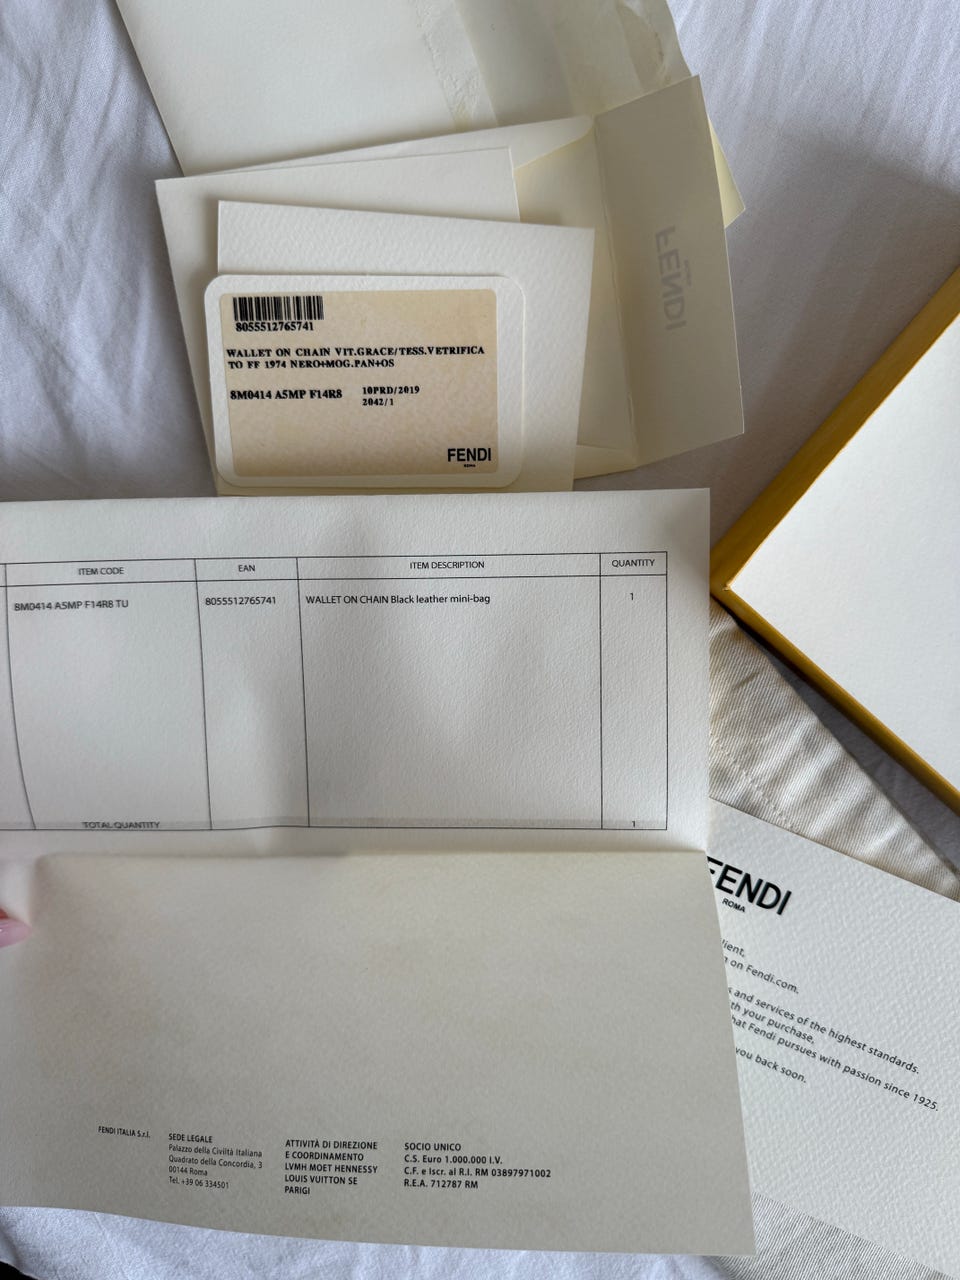 FENDI
8055512765741
WALLET ON CHAIN VIT.GRACE/TESS.VETRIFICA
TO FF 1974 NERO+MOG.PAN+OS
8M0414 A5MP F14R8
10PRD/2019
2042/1
FENDI
ROMA
ITEM CODE EAN ITEM DESCRIPTION QUANTITY
8M0414 A5MP F14R8 TU 8055512765741 WALLET ON CHAIN Black leather mini-bag 1
TOTAL QUANTITY 1
FENDI
ROMA
lient,
on Fendi.com.
and services of the highest standards.
th your purchase,
hat Fendi pursues with passion since 1925.
you back soon.
FENDI ITALIA S.r.l.
SEDE LEGALE
Palazzo della Civiltà Italiana
Quadrato della Concordia, 3
00144 Roma
Tel. +39 06 334501
ATTIVITÀ DI DIREZIONE
E COORDINAMENTO
LVMH MOET HENNESSY
LOUIS VUITTON SE
PARIGI
SOCIO UNICO
C.S. Euro 1.000.000 I.V.
C.F. e Iscr. al R.I. RM 03897971002
R.E.A. 712787 RM